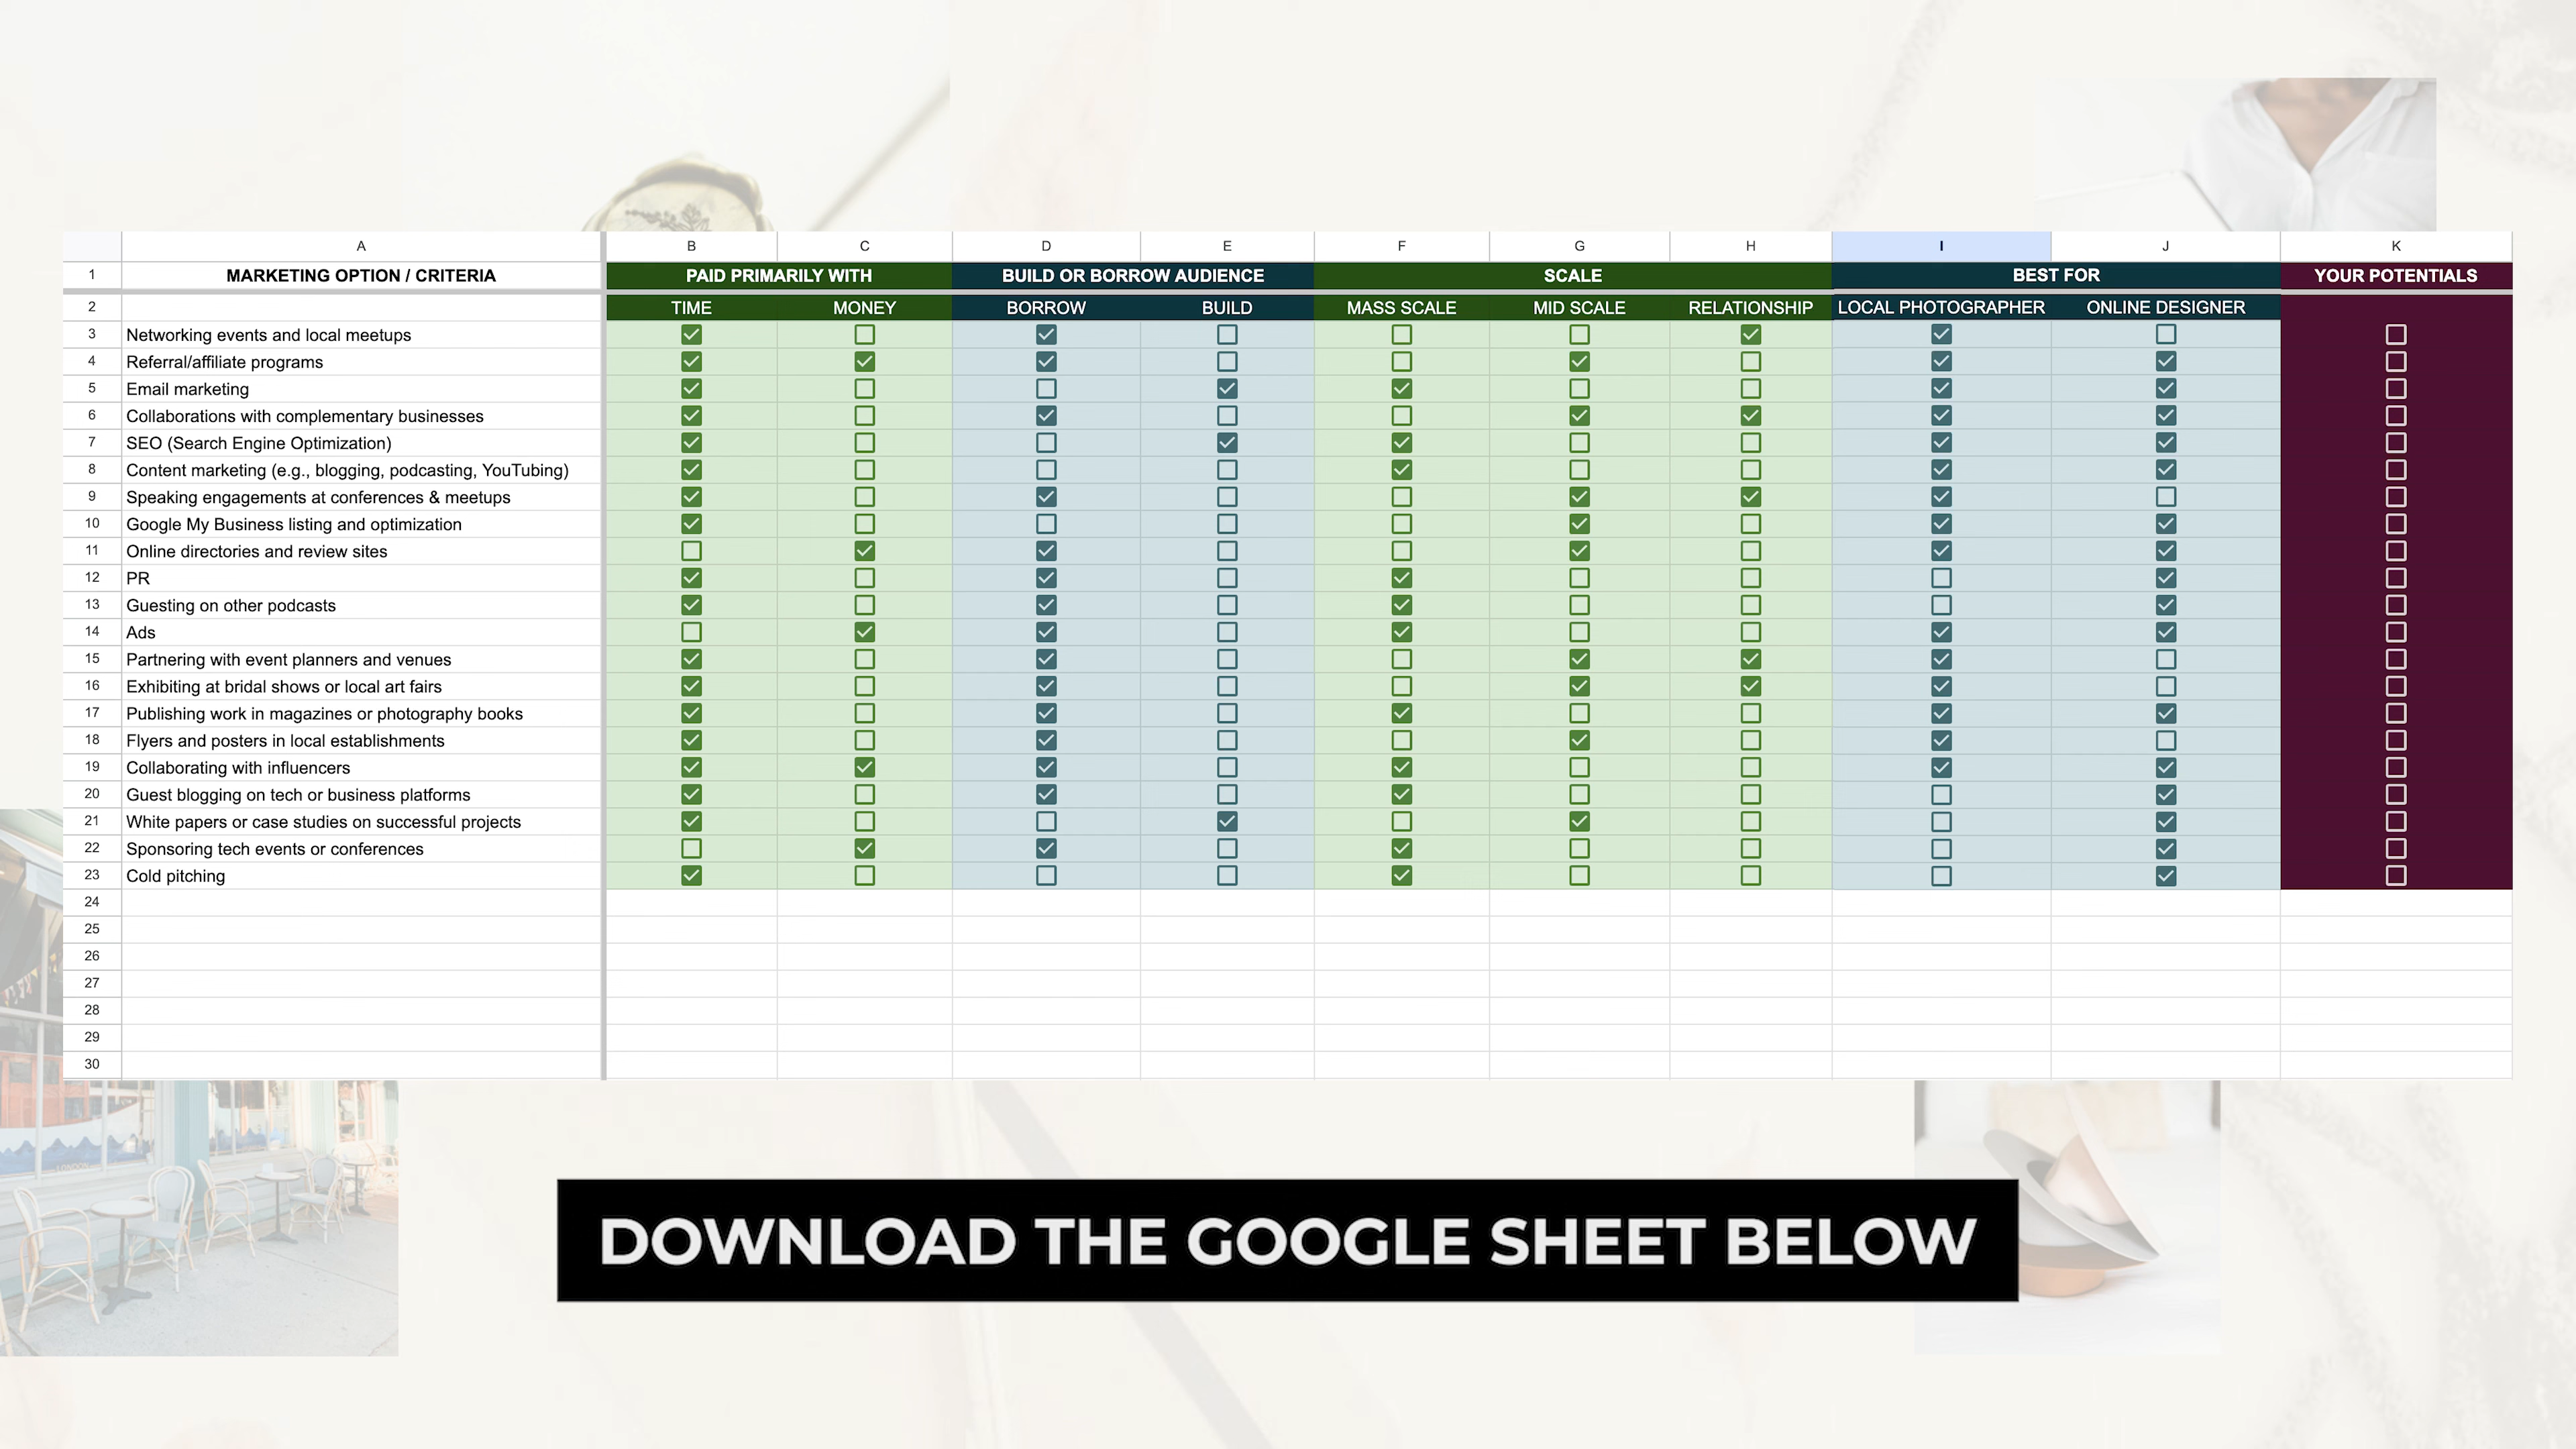 A B C D E F G H I J K
1 MARKETING OPTION / CRITERIA PAID PRIMARILY WITH BUILD OR BORROW AUDIENCE SCALE BEST FOR YOUR POTENTIALS
2 TIME MONEY BORROW BUILD MASS SCALE MID SCALE RELATIONSHIP LOCAL PHOTOGRAPHER ONLINE DESIGNER
3 Networking events and local meetups
4 Referral/affiliate programs
5 Email marketing
6 Collaborations with complementary businesses
7 SEO (Search Engine Optimization)
8 Content marketing (e.g., blogging, podcasting, YouTubing)
9 Speaking engagements at conferences & meetups
10 Google My Business listing and optimization
11 Online directories and review sites
12 PR
13 Guesting on other podcasts
14 Ads
15 Partnering with event planners and venues
16 Exhibiting at bridal shows or local art fairs
17 Publishing work in magazines or photography books
18 Flyers and posters in local establishments
19 Collaborating with influencers
20 Guest blogging on tech or business platforms
21 White papers or case studies on successful projects
22 Sponsoring tech events or conferences
23 Cold pitching
24
25
26
27
28
29
30
DOWNLOAD THE GOOGLE SHEET BELOW